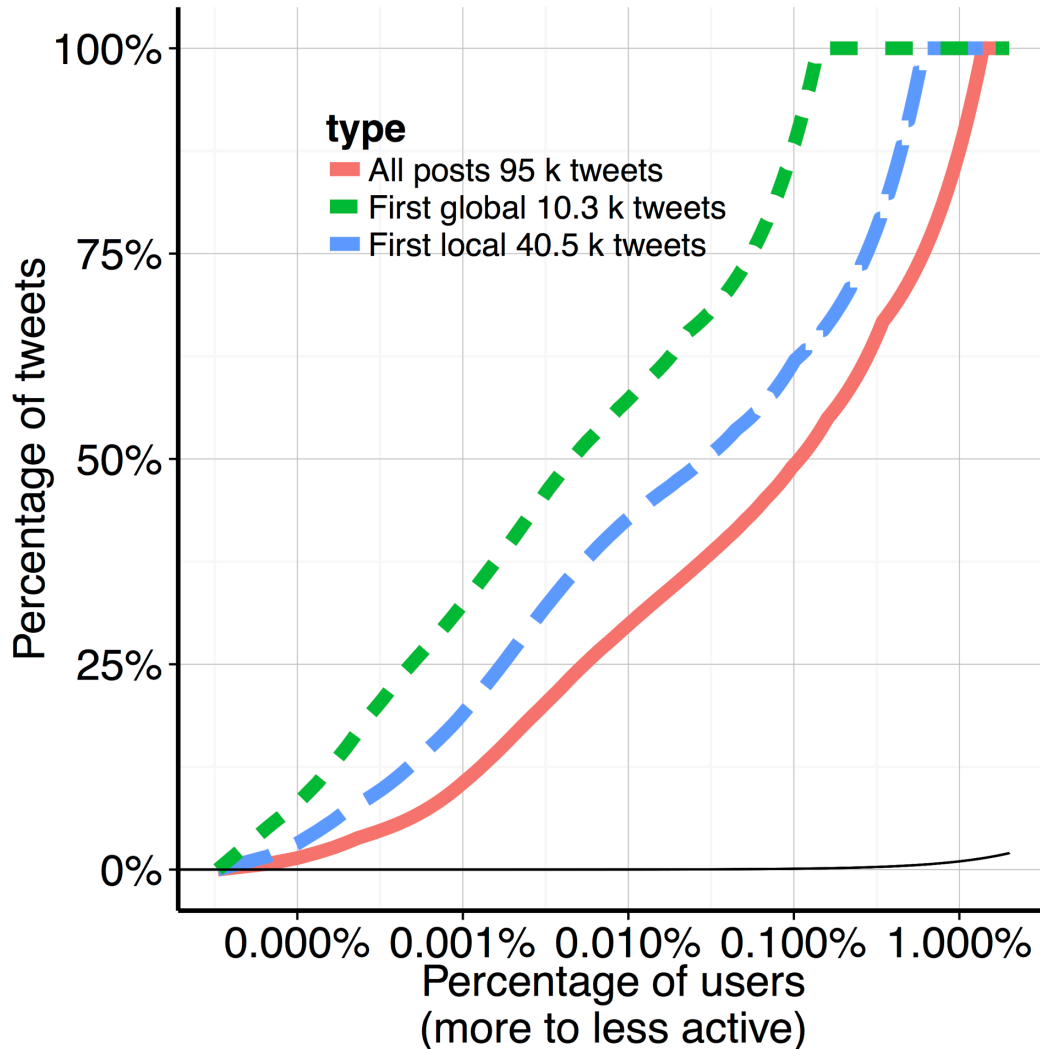 100%
75%
50%
25%
0%
Percentage of tweets
type
All posts 95 k tweets
First global 10.3 k tweets
First local 40.5 k tweets
0.000% 0.001% 0.010% 0.100% 1.000%
Percentage of users
(more to less active)